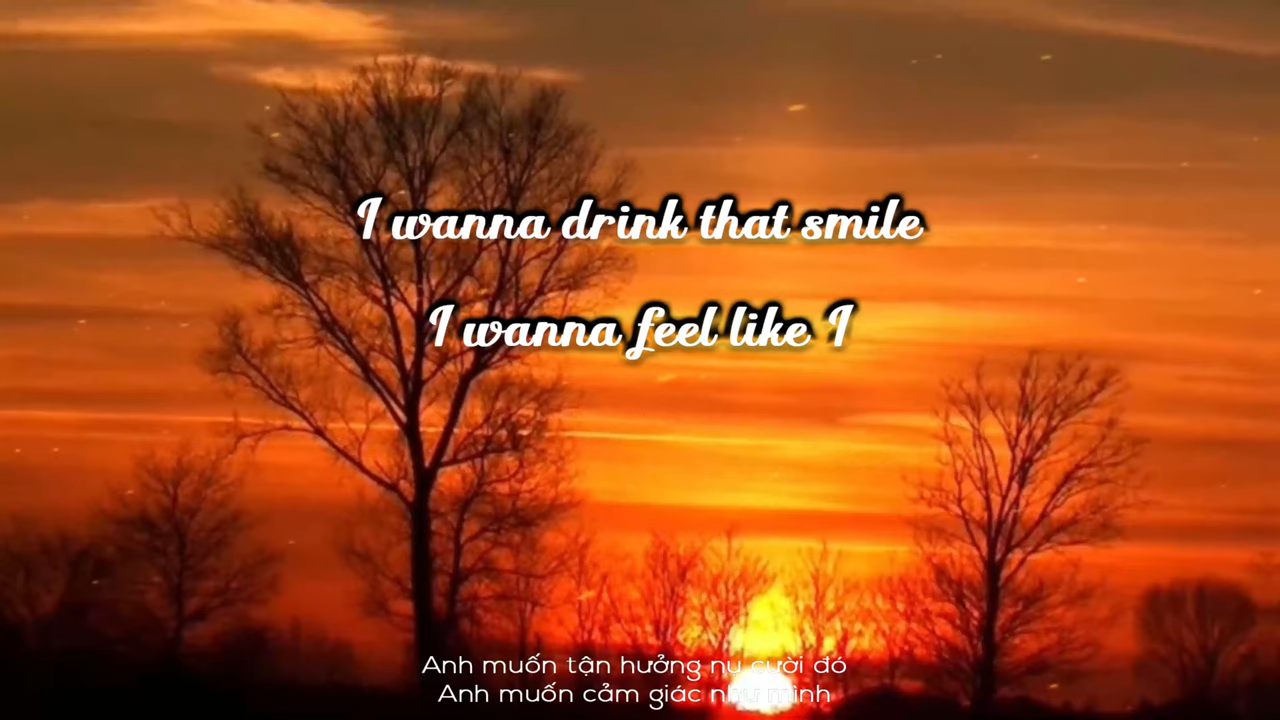 I wanna drink that smile
I wanna feel like I
Anh muốn tận hưởng nụ cười đó
Anh muốn cảm giác như mình